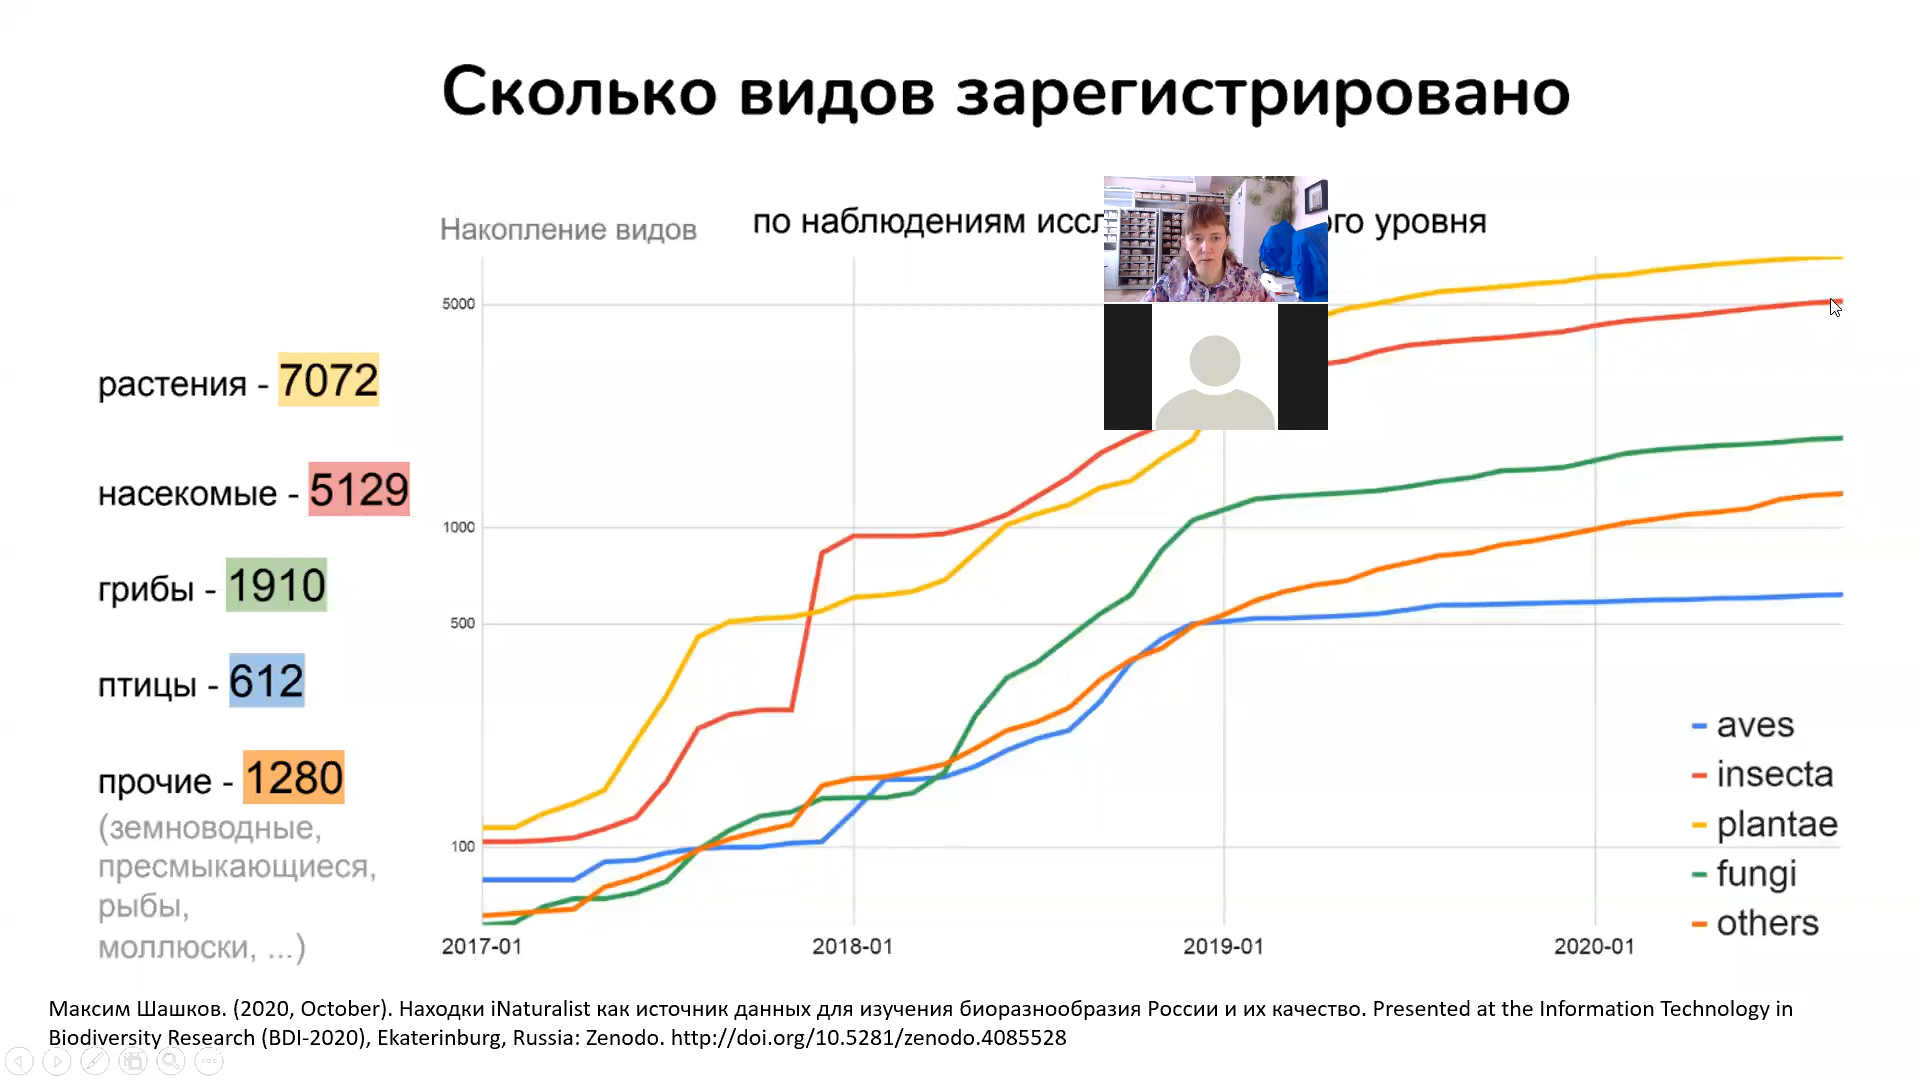 Сколько видов зарегистрировано
Накопление видов
по наблюдениям уровня
растения - 7072
насекомые - 5129
грибы - 1910
птицы - 612
прочие - 1280
(земноводные,
пресмыкающиеся,
рыбы,
моллюски, ...)
5000
1000
500
100
2017-01
2018-01
2019-01
2020-01
aves
insecta
plantae
fungi
others
Максим Шашков. (2020, October). Находки iNaturalist как источник данных для изучения биоразнообразия России и их качество. Presented at the Information Technology in
Biodiversity Research (BDI-2020), Ekaterinburg, Russia: Zenodo. http://doi.org/10.5281/zenodo.4085528